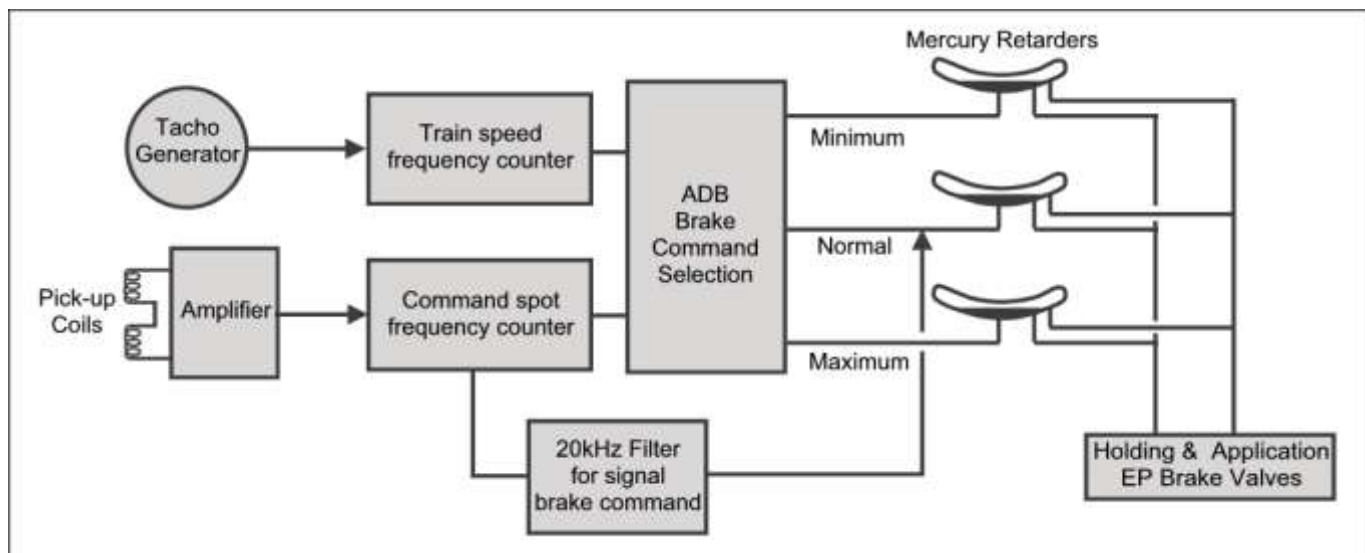 Mercury Retarders
Tacho
Generator
Train speed
frequency counter
Minimum
ADB
Brake
Command
Selection
Normal
Pick-up
Coils
Amplifier
Command spot
frequency counter
Maximum
20kHz Filter
for signal
brake command
Holding & Application
EP Brake Valves